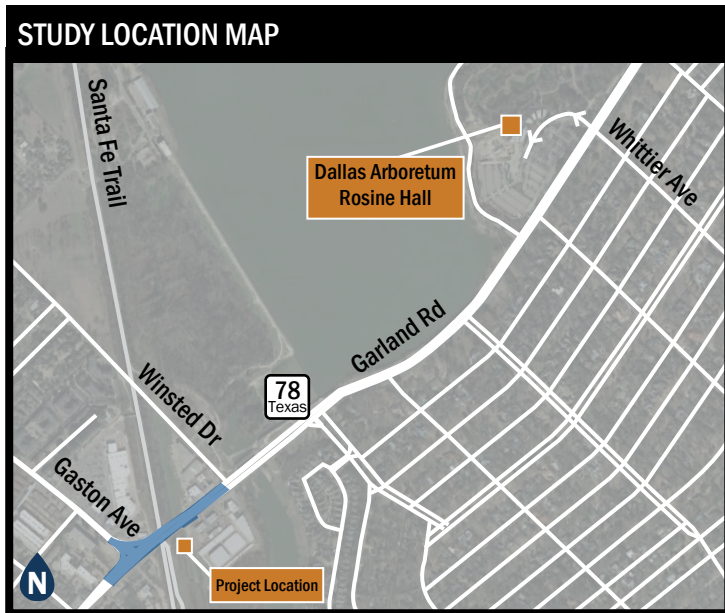 STUDY LOCATION MAP
Santa Fe Trail
Whittier Ave
Dallas Arboretum
Rosine Hall
Garland Rd
78
Texas
Winsted Dr
Gaston Ave
Project Location
N